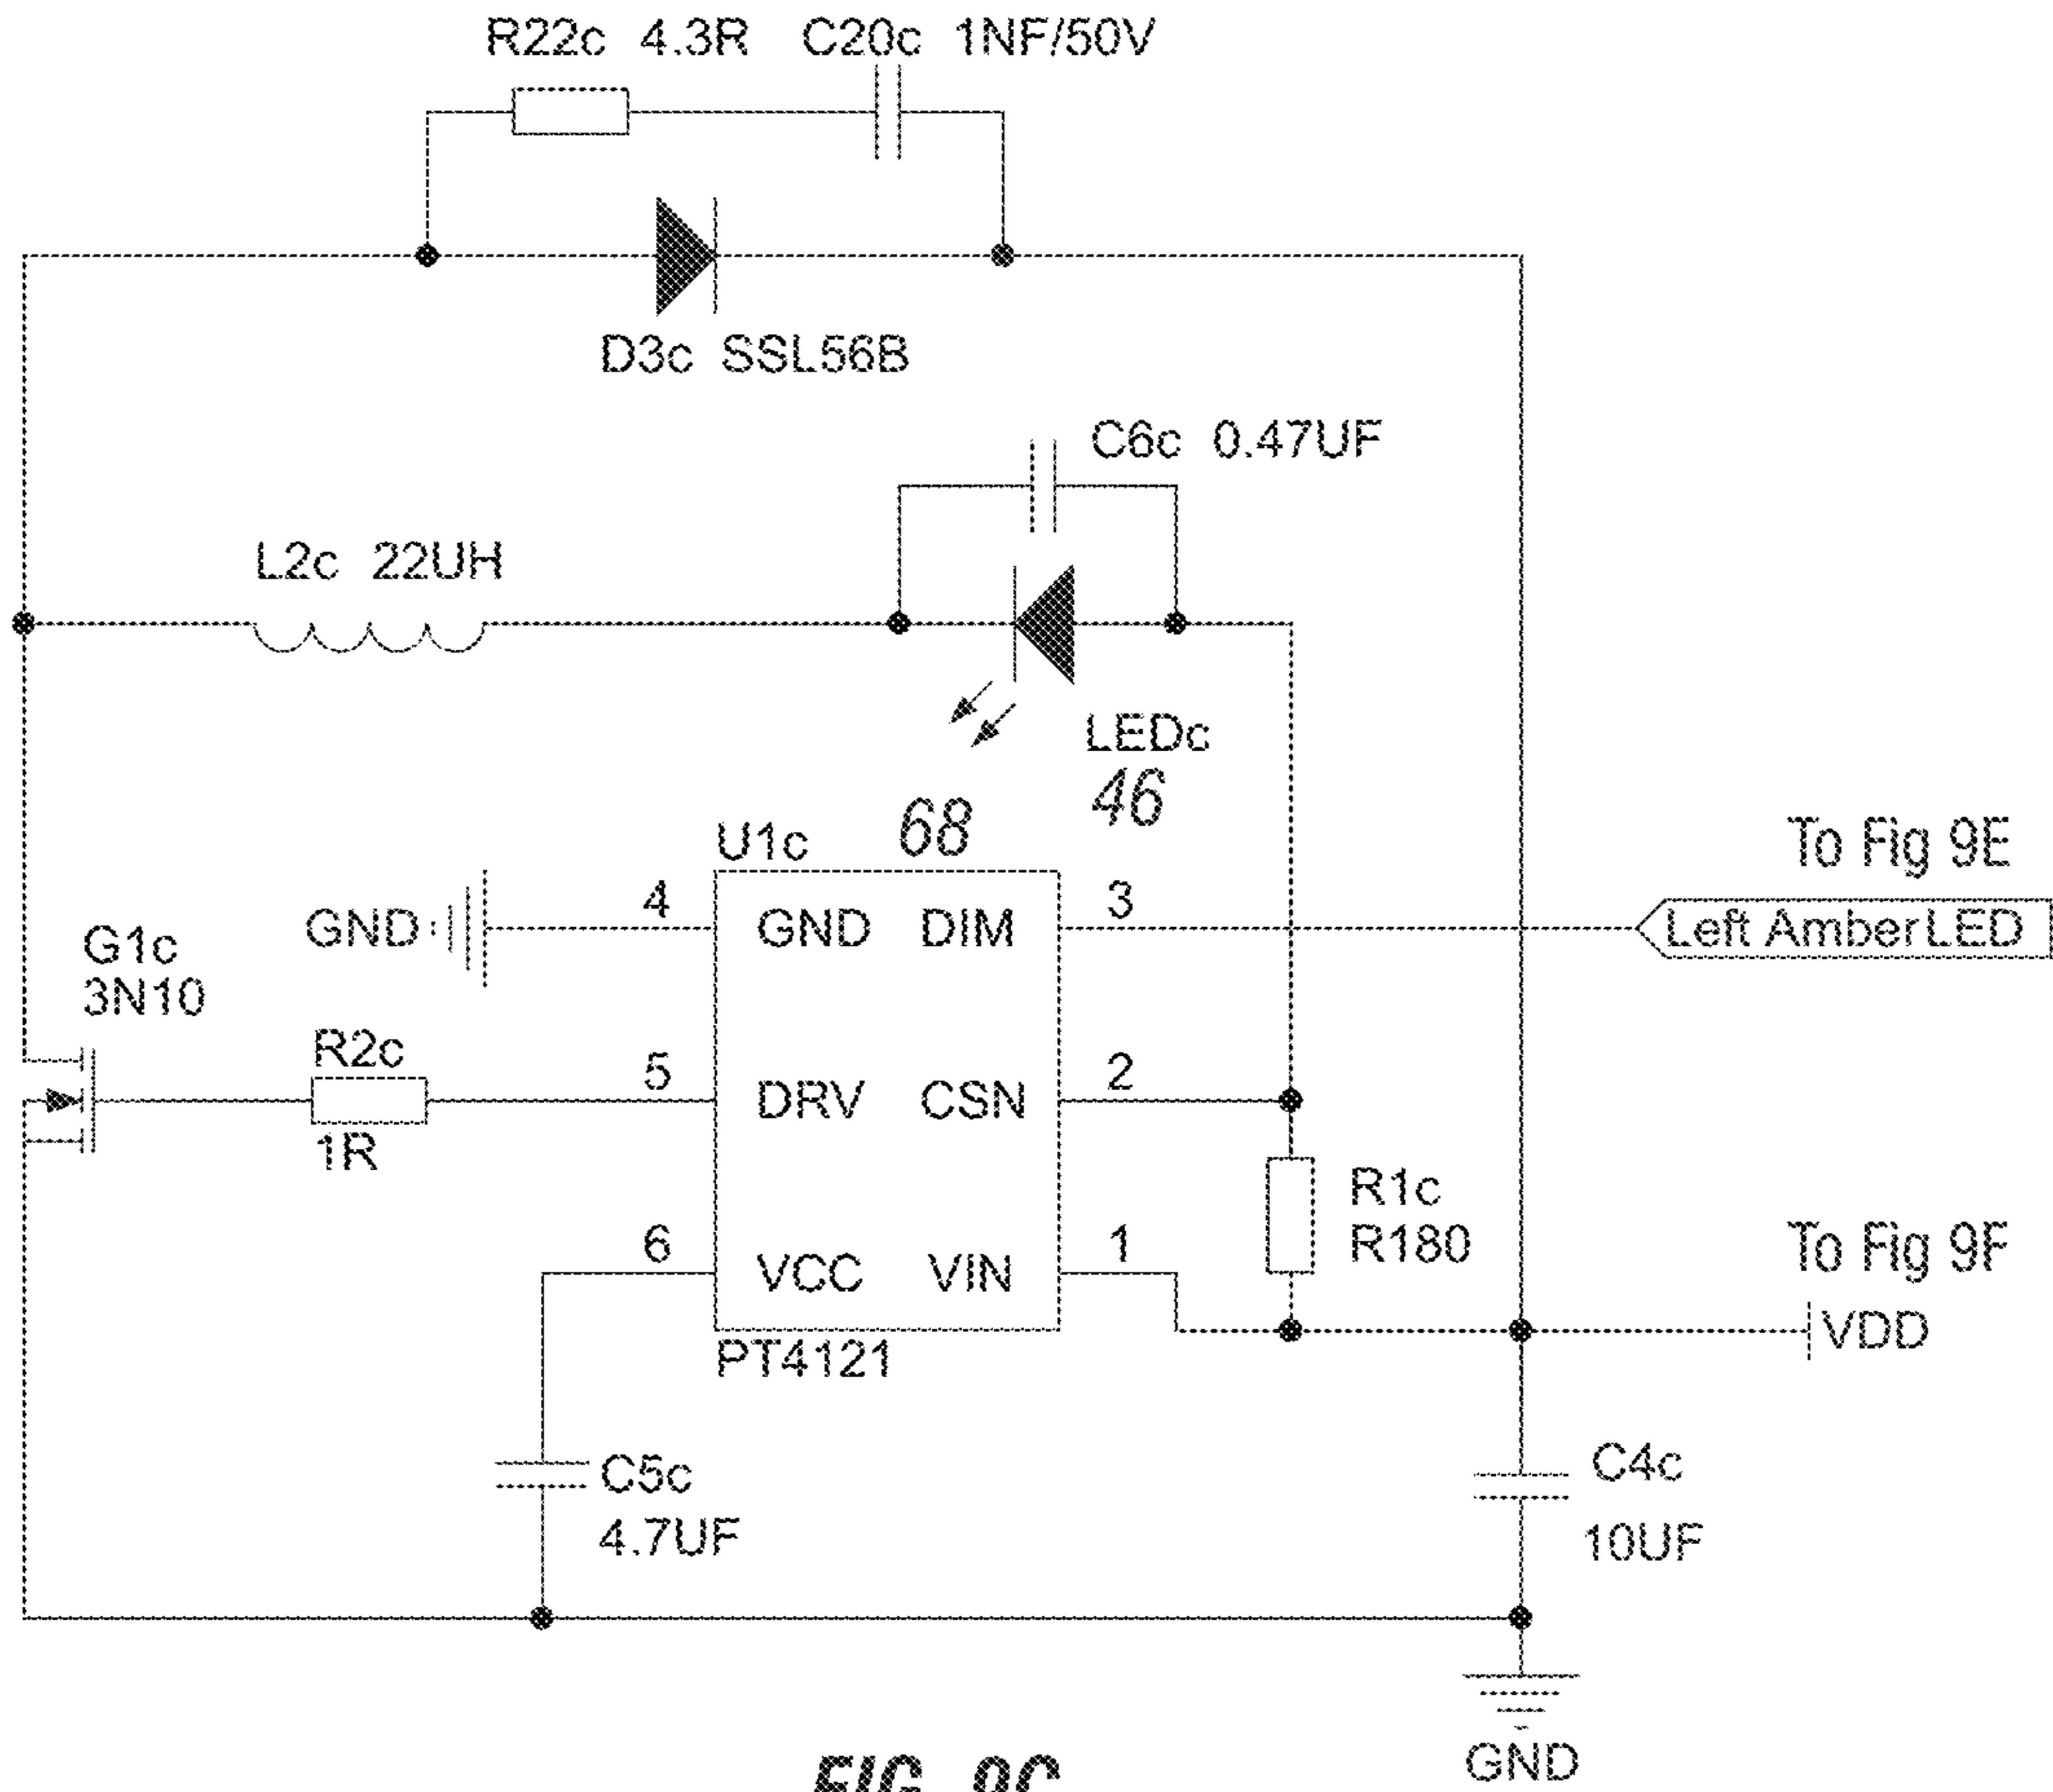 R22c 4.3R C20c 1NF/50V
D3c SSL56B
C6c 0.47UF
L2c 22UH
LEDc
46
U1c 68
To Fig 9E
4 GND DIM 3
GND
Left Amber LED
G1c
3N10
R2c
1R
5 DRV CSN 2
R1c
R180
6 VCC VIN 1
To Fig 9F
VDD
PT4121
C5c
4.7UF
C4c
10UF
GND
FIG. 9C